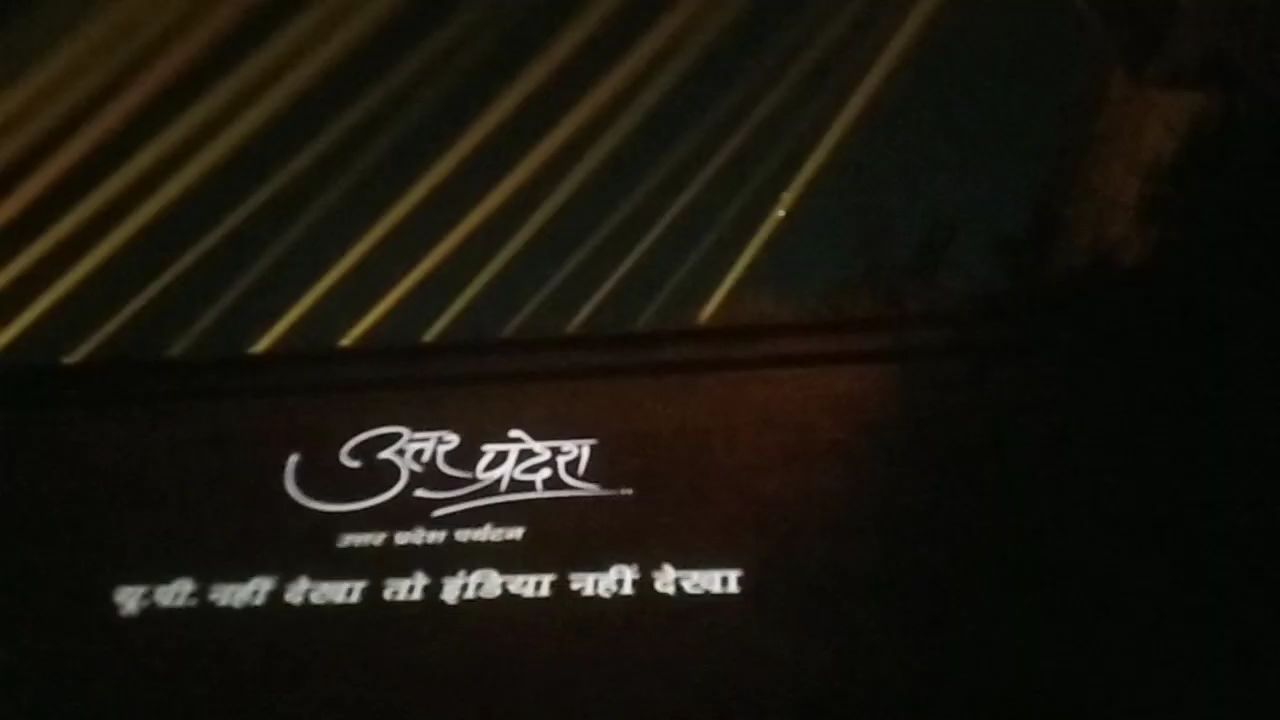 उत्तर प्रदेश
उत्तर प्रदेश पर्यटन
यू.पी. नहीं देखा तो इंडिया नहीं देखा